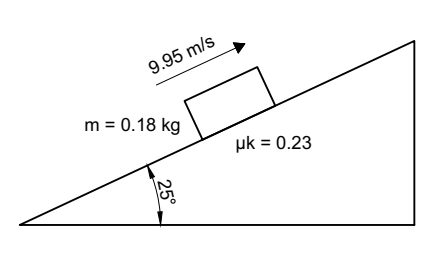 9.95 m/s
m = 0.18 kg
μk = 0.23
25°